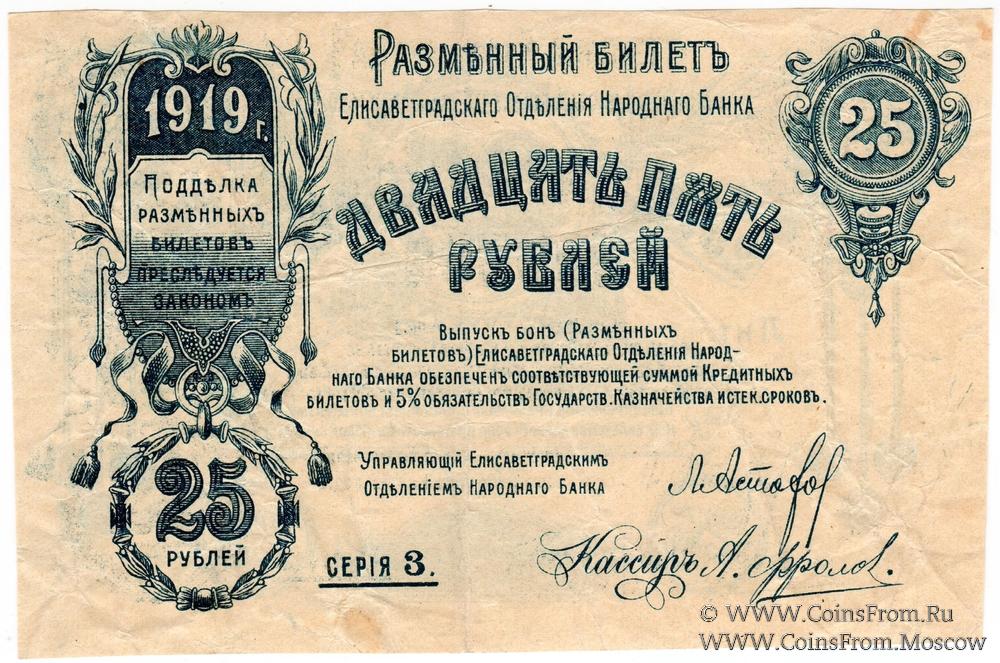 Размѣнный билетъ
Елисаветградскаго Отдѣленія Народнаго Банка
1919 г.
Поддѣлка
размѣнныхъ
билетовъ
преслѣдуется
закономъ
25
Двадцать пять
рублей
Выпускъ бонъ (Размѣнныхъ
билетовъ) Елисаветградскаго Отдѣленія Народ-
наго Банка обезпеченъ соотвѣтствующей суммой Кредитныхъ
билетовъ и 5% обязательствъ Государств. Казначейства истек. сроковъ.
25
рублей
Управляющій Елисаветградскимъ
Отдѣленіемъ Народнаго Банка
Серія 3.
Кассиръ А. Фролов.
© www.CoinsFrom.Ru
www.CoinsFrom.Moscow